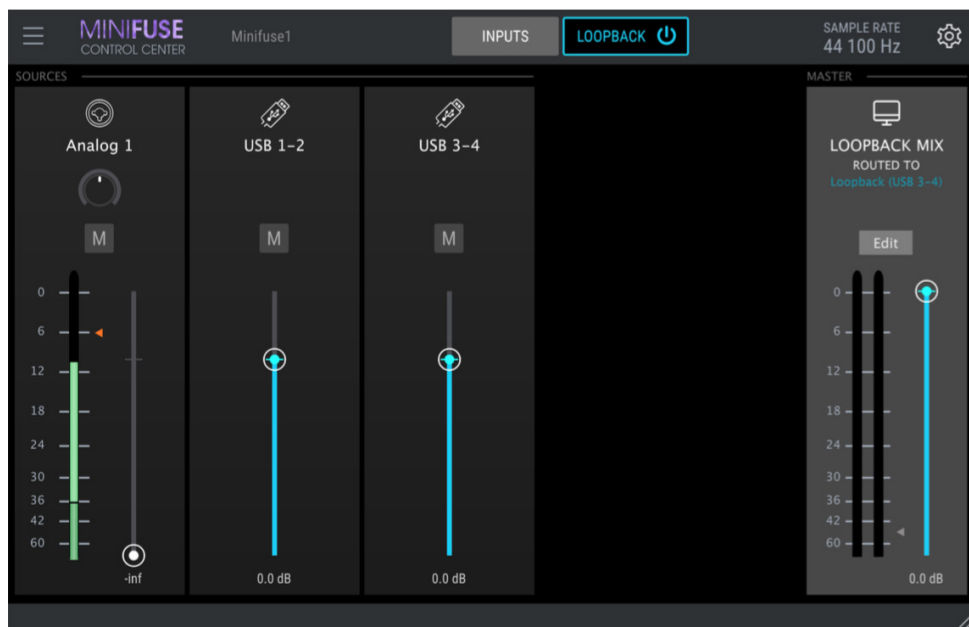 MINIFUSE
CONTROL CENTER
Minifuse1
INPUTS
LOOPBACK
SAMPLE RATE
44 100 Hz
SOURCES
MASTER
Analog 1
USB 1-2
USB 3-4
LOOPBACK MIX
ROUTED TO
Loopback (USB 3-4)
M
M
M
Edit
0
6
12
18
24
30
36
42
60
0
6
12
18
24
30
36
42
60
-inf
0.0 dB
0.0 dB
0.0 dB